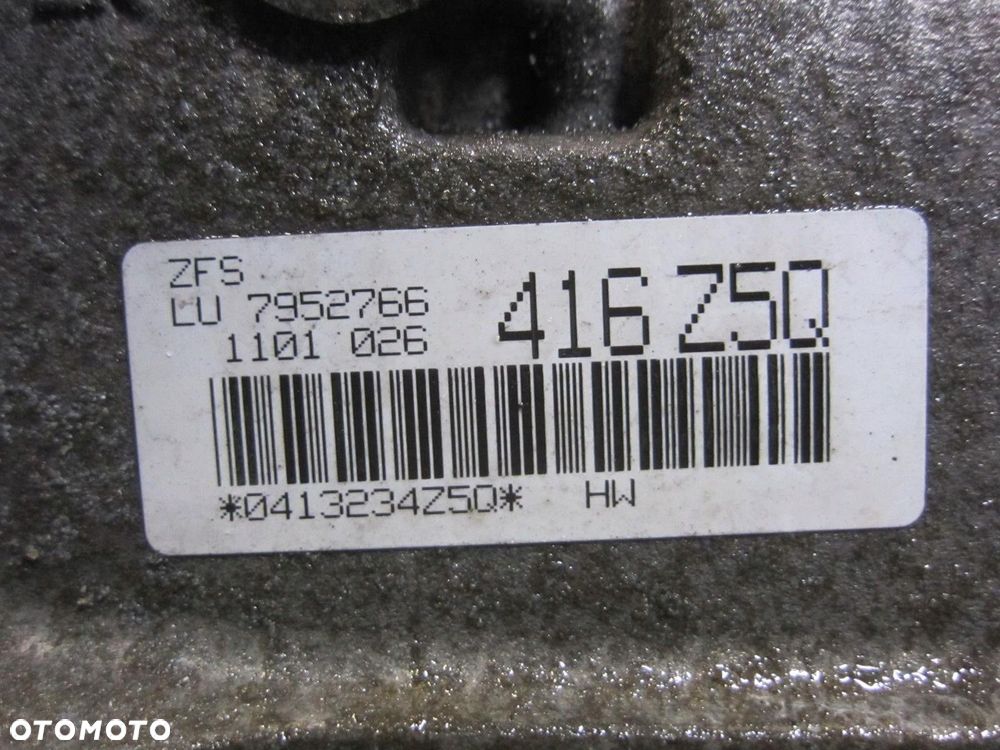 ZFS
LU 7952766
1101 026
416 Z5Q
*0413234Z5Q* HW
OTOMOTO